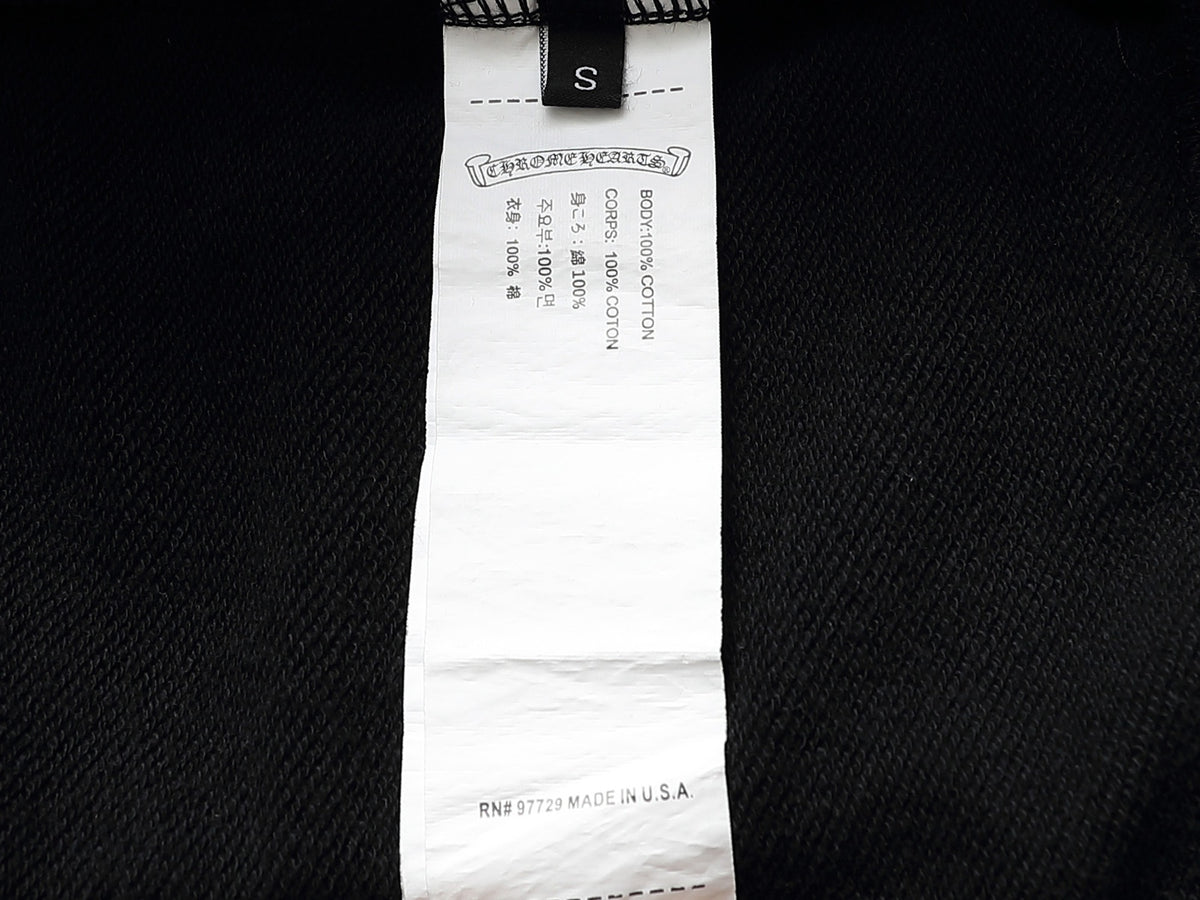 S
CHROME HEARTS®
BODY:100% COTTON
CORPS: 100% COTON
身ごろ : 綿 100%
주요부:100%면
衣身: 100% 棉
RN# 97729 MADE IN U.S.A.